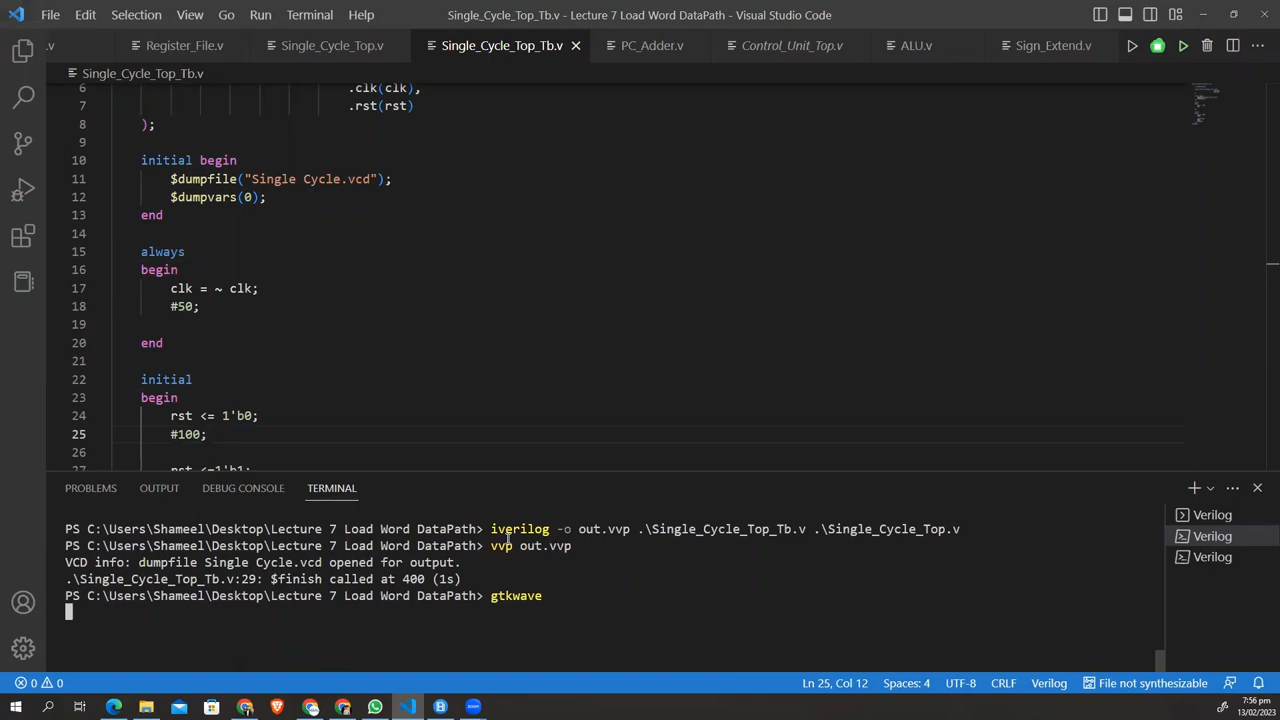 File Edit Selection View Go Run Terminal Help Single_Cycle_Top_Tb.v - Lecture 7 Load Word DataPath - Visual Studio Code
.v Register_File.v Single_Cycle_Top.v Single_Cycle_Top_Tb.v PC_Adder.v Control_Unit_Top.v ALU.v Sign_Extend.v
Single_Cycle_Top_Tb.v
6 .clk(clk),
7 .rst(rst)
8 );
9
10 initial begin
11 $dumpfile("Single Cycle.vcd");
12 $dumpvars(0);
13 end
14
15 always
16 begin
17 clk = ~ clk;
18 #50;
19
20 end
21
22 initial
23 begin
24 rst <= 1'b0;
25 #100;
26
27 rst <=1'b1;
PROBLEMS OUTPUT DEBUG CONSOLE TERMINAL
PS C:\Users\Shameel\Desktop\Lecture 7 Load Word DataPath> iverilog -o out.vvp .\Single_Cycle_Top_Tb.v .\Single_Cycle_Top.v
PS C:\Users\Shameel\Desktop\Lecture 7 Load Word DataPath> vvp out.vvp
VCD info: dumpfile Single Cycle.vcd opened for output.
.\Single_Cycle_Top_Tb.v:29: $finish called at 400 (1s)
PS C:\Users\Shameel\Desktop\Lecture 7 Load Word DataPath> gtkwave
Verilog
Verilog
Verilog
0 0 Ln 25, Col 12 Spaces: 4 UTF-8 CRLF Verilog File not synthesizable
7:56 pm
13/02/2023